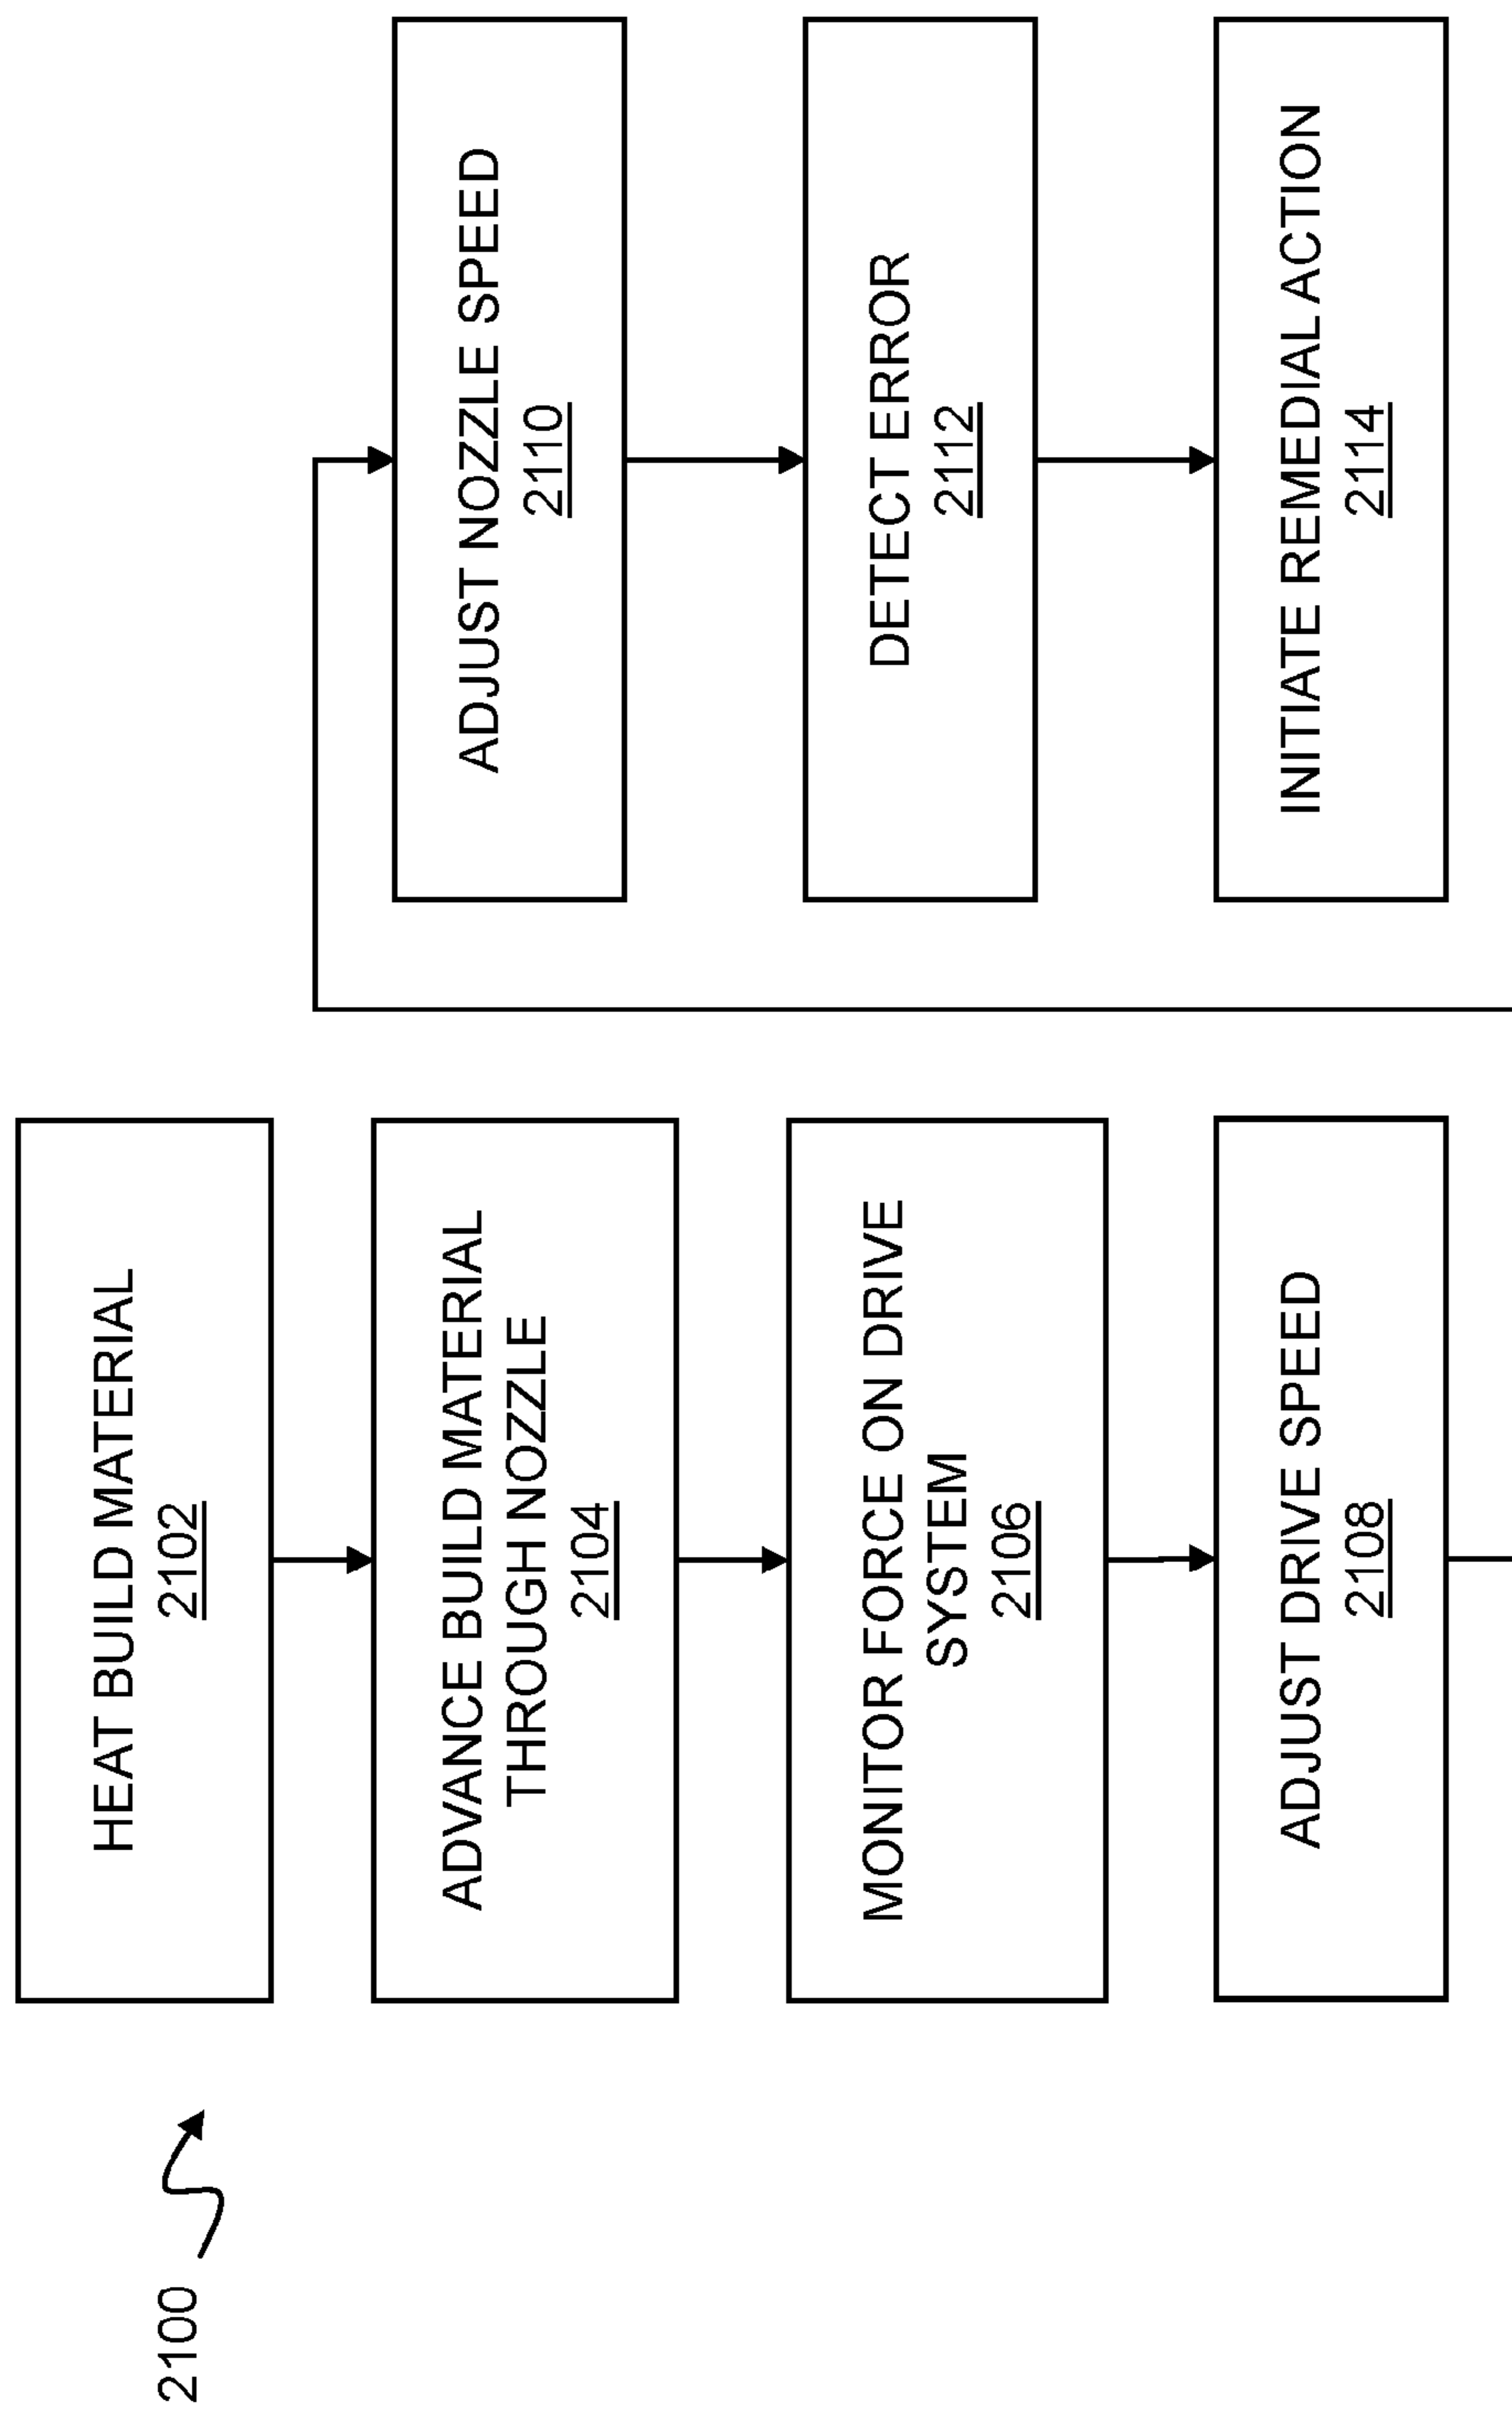 2100
HEAT BUILD MATERIAL
2102
ADVANCE BUILD MATERIAL
THROUGH NOZZLE
2104
MONITOR FORCE ON DRIVE
SYSTEM
2106
ADJUST DRIVE SPEED
2108
ADJUST NOZZLE SPEED
2110
DETECT ERROR
2112
INITIATE REMEDIAL ACTION
2114